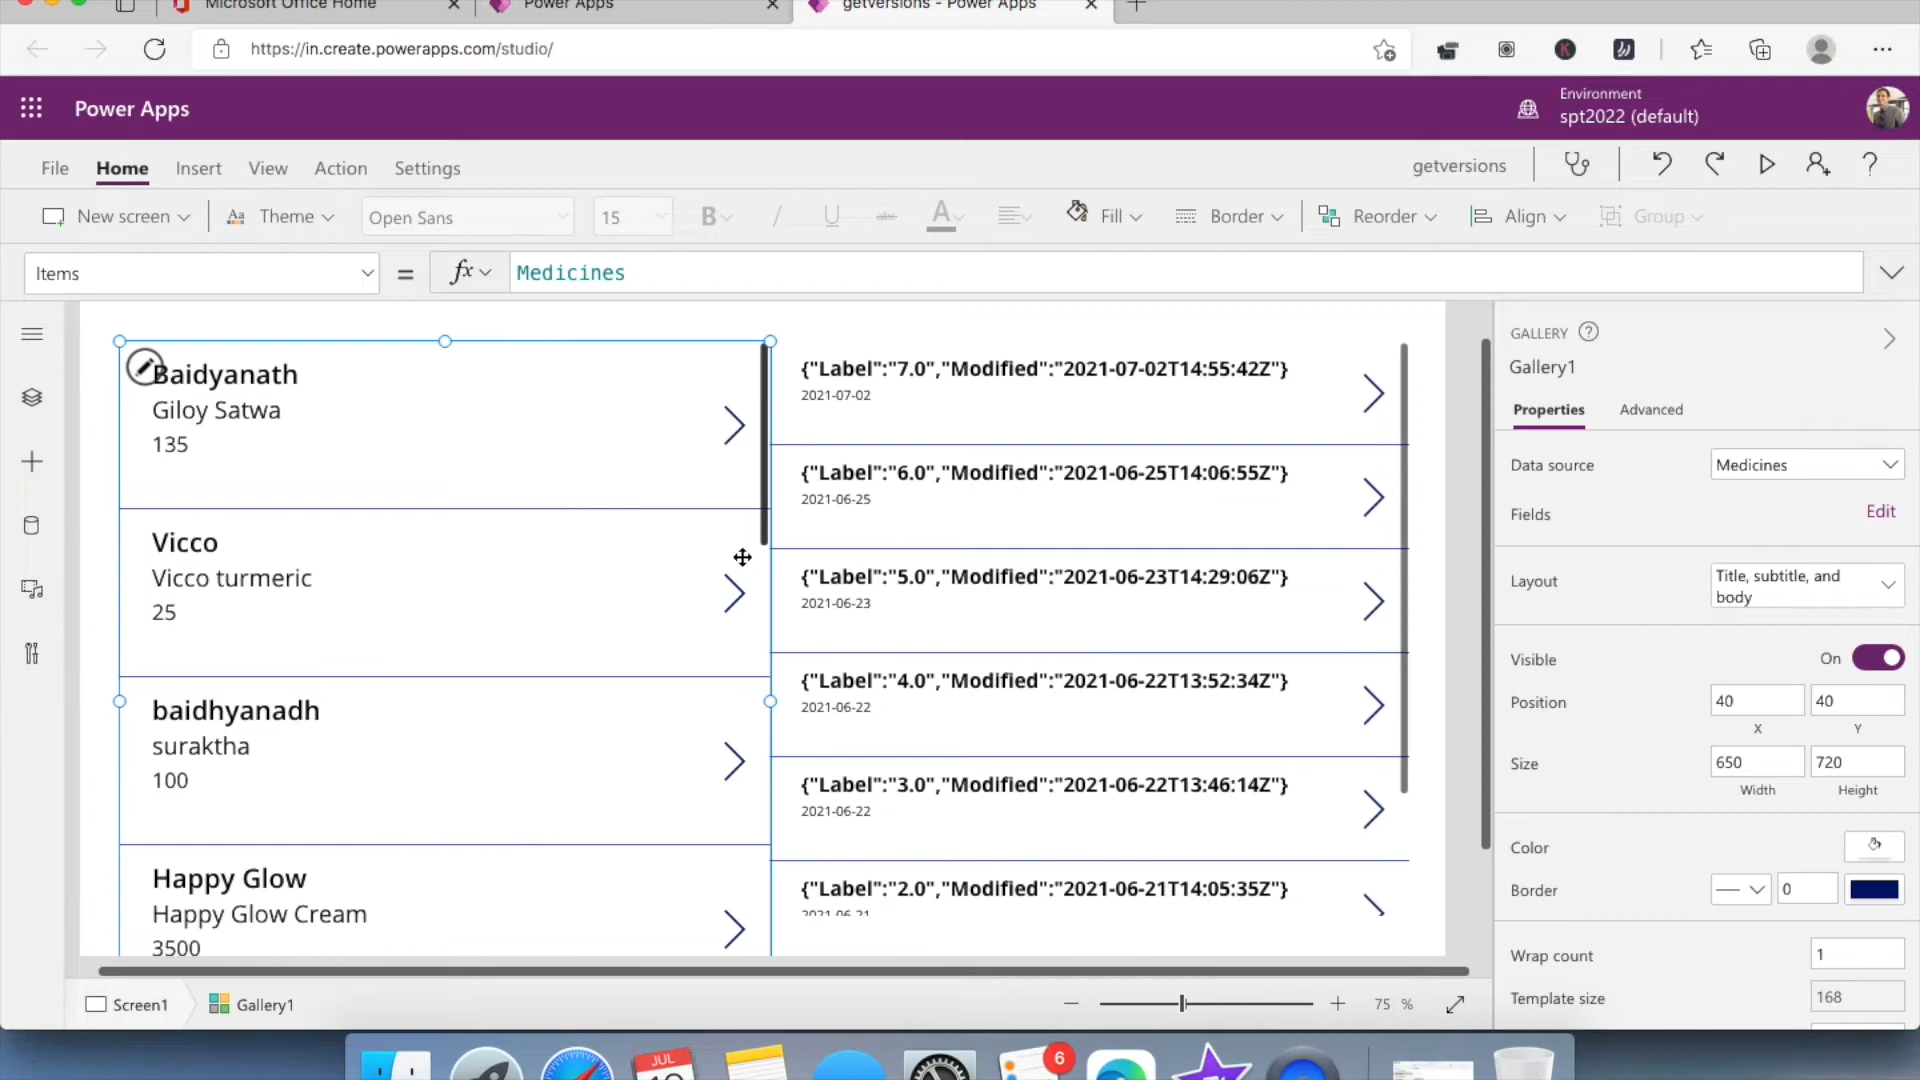 Microsoft Office Home
Power Apps
getversions - Power Apps
https://in.create.powerapps.com/studio/
Power Apps
Environment
spt2022 (default)
File Home Insert View Action Settings
getversions
New screen Theme Open Sans 15 B / U abc A Fill Border Reorder Align Group
Items = fx Medicines
Baidyanath
Giloy Satwa
135
Vicco
Vicco turmeric
25
baidhyanadh
suraktha
100
Happy Glow
Happy Glow Cream
3500
{"Label":"7.0","Modified":"2021-07-02T14:55:42Z"}
2021-07-02
{"Label":"6.0","Modified":"2021-06-25T14:06:55Z"}
2021-06-25
{"Label":"5.0","Modified":"2021-06-23T14:29:06Z"}
2021-06-23
{"Label":"4.0","Modified":"2021-06-22T13:52:34Z"}
2021-06-22
{"Label":"3.0","Modified":"2021-06-22T13:46:14Z"}
2021-06-22
{"Label":"2.0","Modified":"2021-06-21T14:05:35Z"}
2021-06-21
GALLERY
Gallery1
Properties Advanced
Data source Medicines
Fields Edit
Layout Title, subtitle, and
body
Visible On
Position 40 40
X Y
Size 650 720
Width Height
Color
Border 0
Wrap count 1
Template size 168
Screen1 Gallery1
75 %
JUL
6